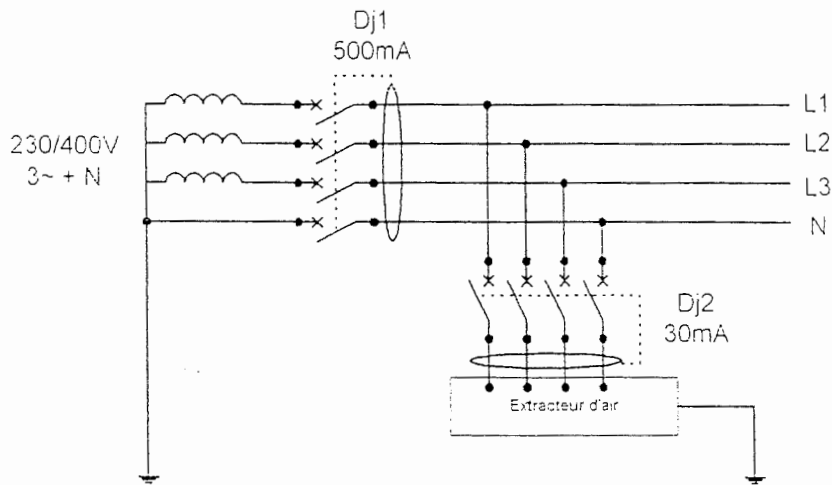 Dj1
500mA
L1
230/400V
L2
3~ + N
L3
N
Dj2
30mA
Extracteur d'air